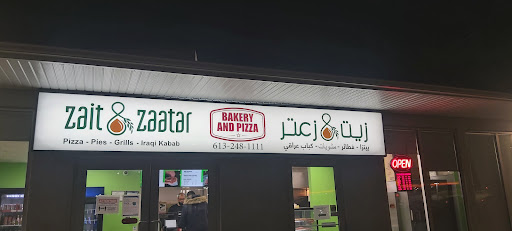 Zait & Zaatar
Pizza - Pies - Grills - Iraqi Kabab
BAKERY
AND PIZZA
613-248-1111
زيت & زعتر
بيتزا - فطائر - مشويات - كباب عراقي
OPEN